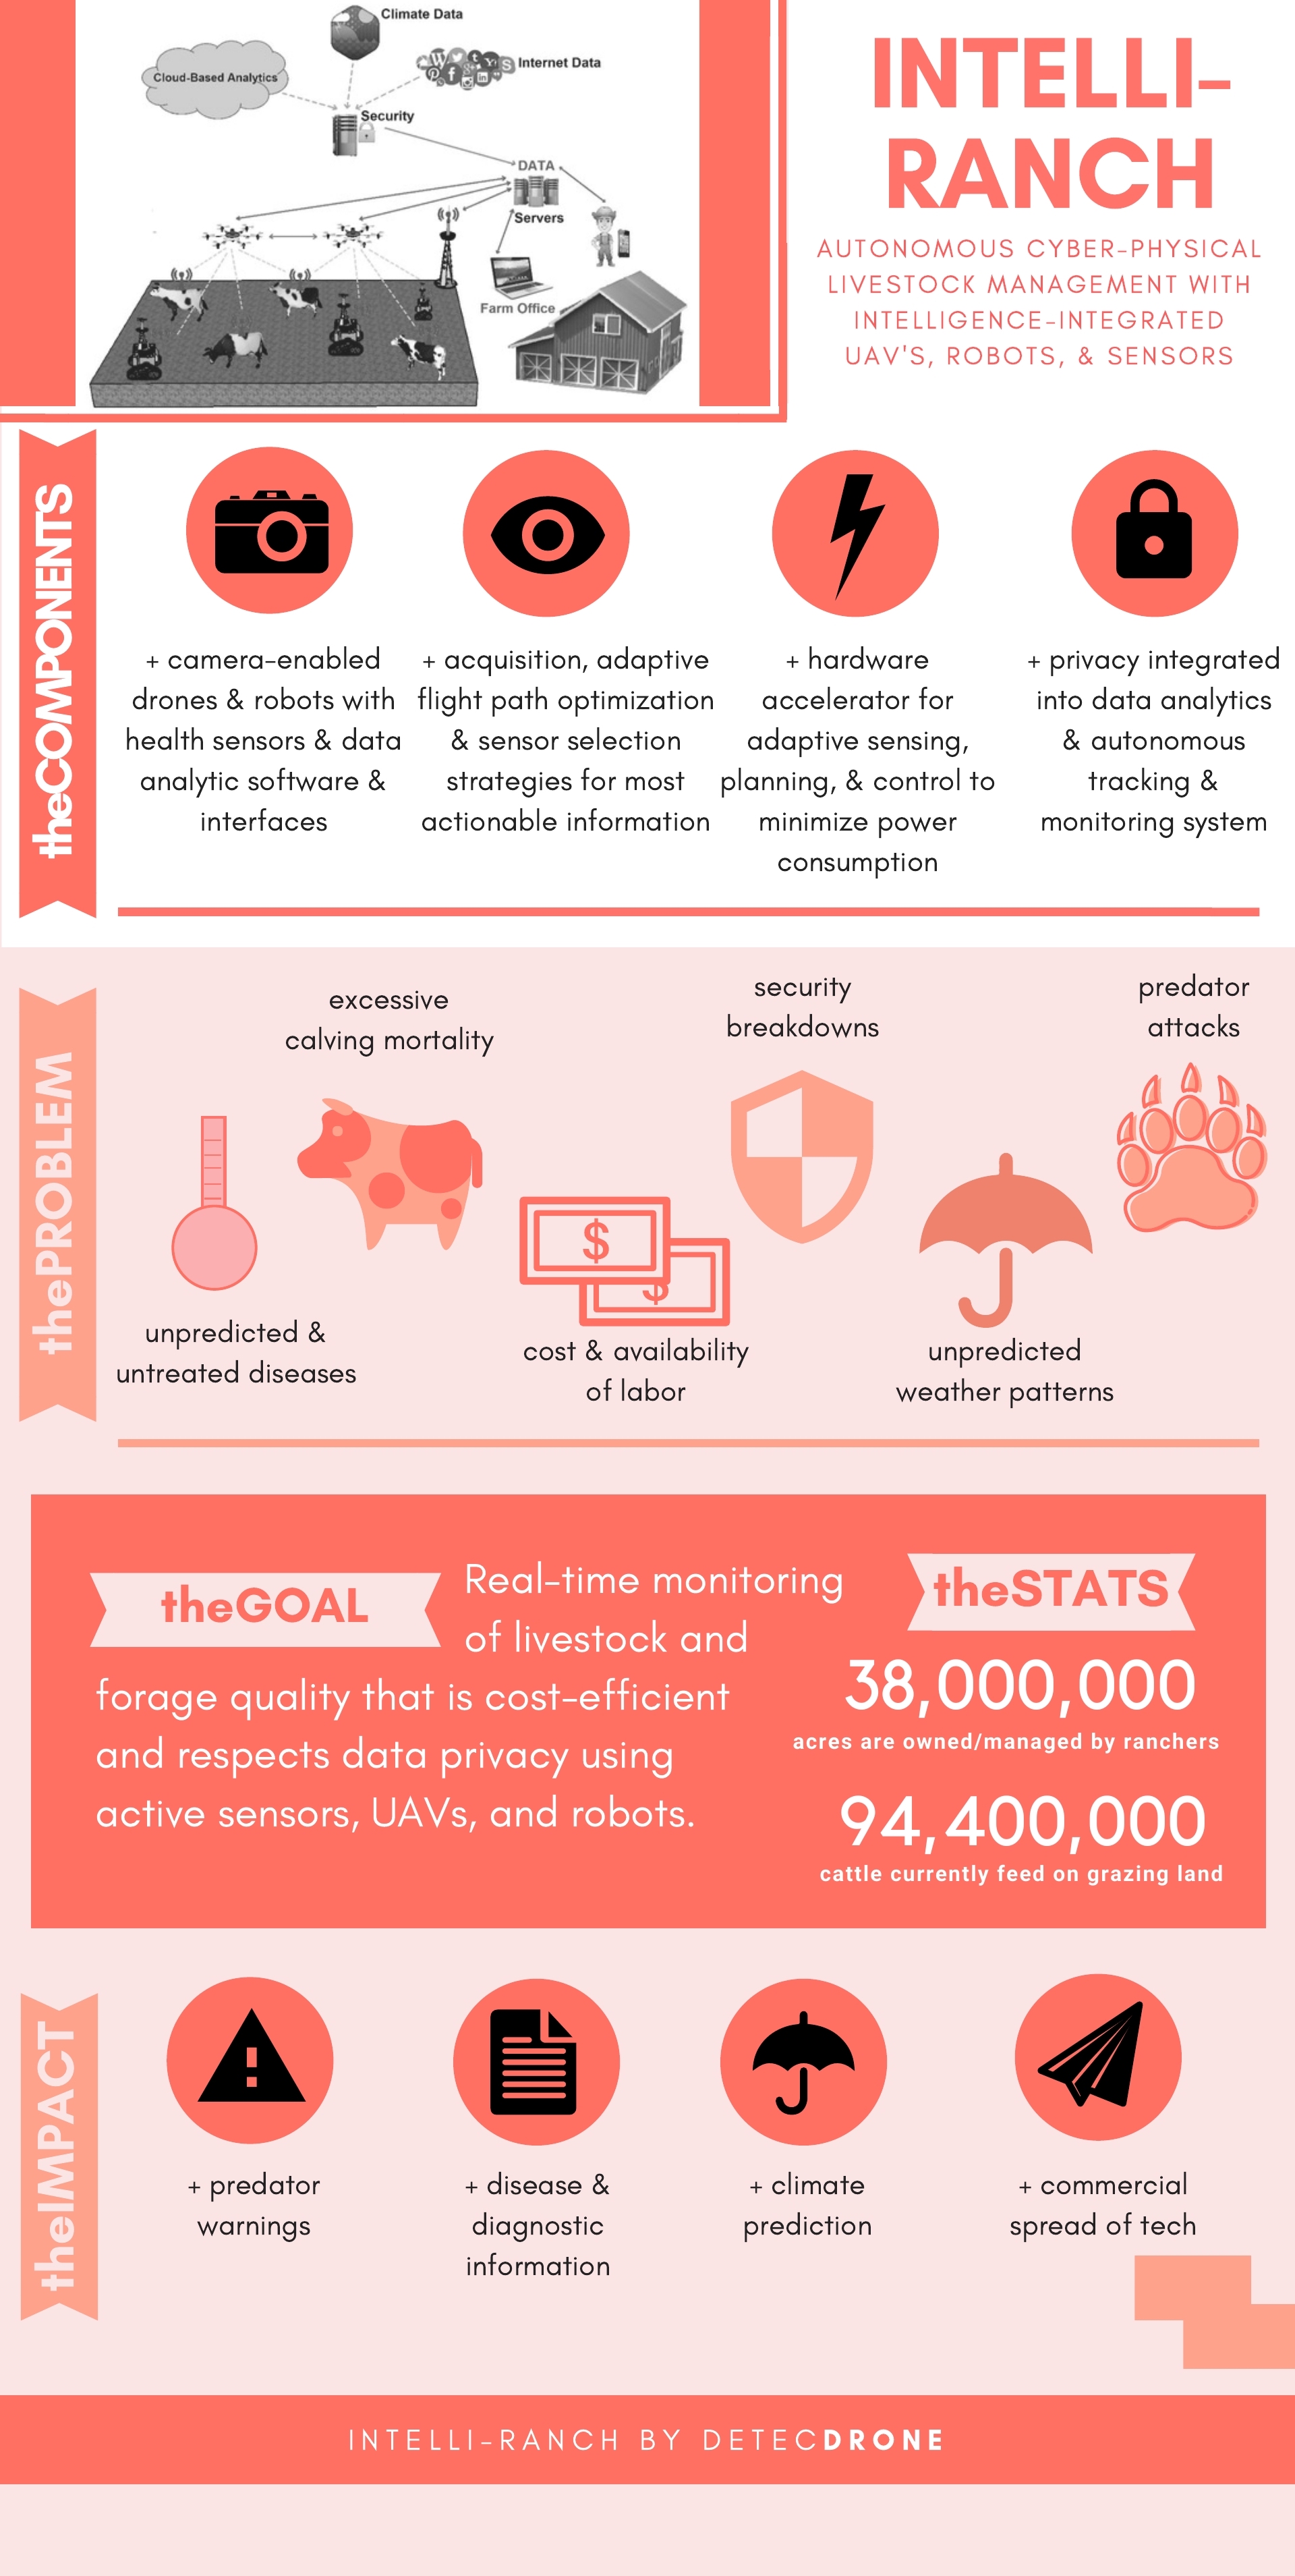 Climate Data
Cloud-Based Analytics
Internet Data
Security
DATA
Servers
Farm Office
INTELLI-
RANCH
AUTONOMOUS CYBER-PHYSICAL
LIVESTOCK MANAGEMENT WITH
INTELLIGENCE-INTEGRATED
UAV'S, ROBOTS, & SENSORS
theCOMPONENTS
+ camera-enabled
drones & robots with
health sensors & data
analytic software &
interfaces
+ acquisition, adaptive
flight path optimization
& sensor selection
strategies for most
actionable information
+ hardware
accelerator for
adaptive sensing,
planning, & control to
minimize power
consumption
+ privacy integrated
into data analytics
& autonomous
tracking &
monitoring system
thePROBLEM
unpredicted &
untreated diseases
excessive
calving mortality
$
$
cost & availability
of labor
security
breakdowns
unpredicted
weather patterns
predator
attacks
theGOAL
Real-time monitoring
of livestock and
forage quality that is cost-efficient
and respects data privacy using
active sensors, UAVs, and robots.
theSTATS
38,000,000
acres are owned/managed by ranchers
94,400,000
cattle currently feed on grazing land
theIMPACT
+ predator
warnings
+ disease &
diagnostic
information
+ climate
prediction
+ commercial
spread of tech
INTELLI-RANCH BY DETECDRONE